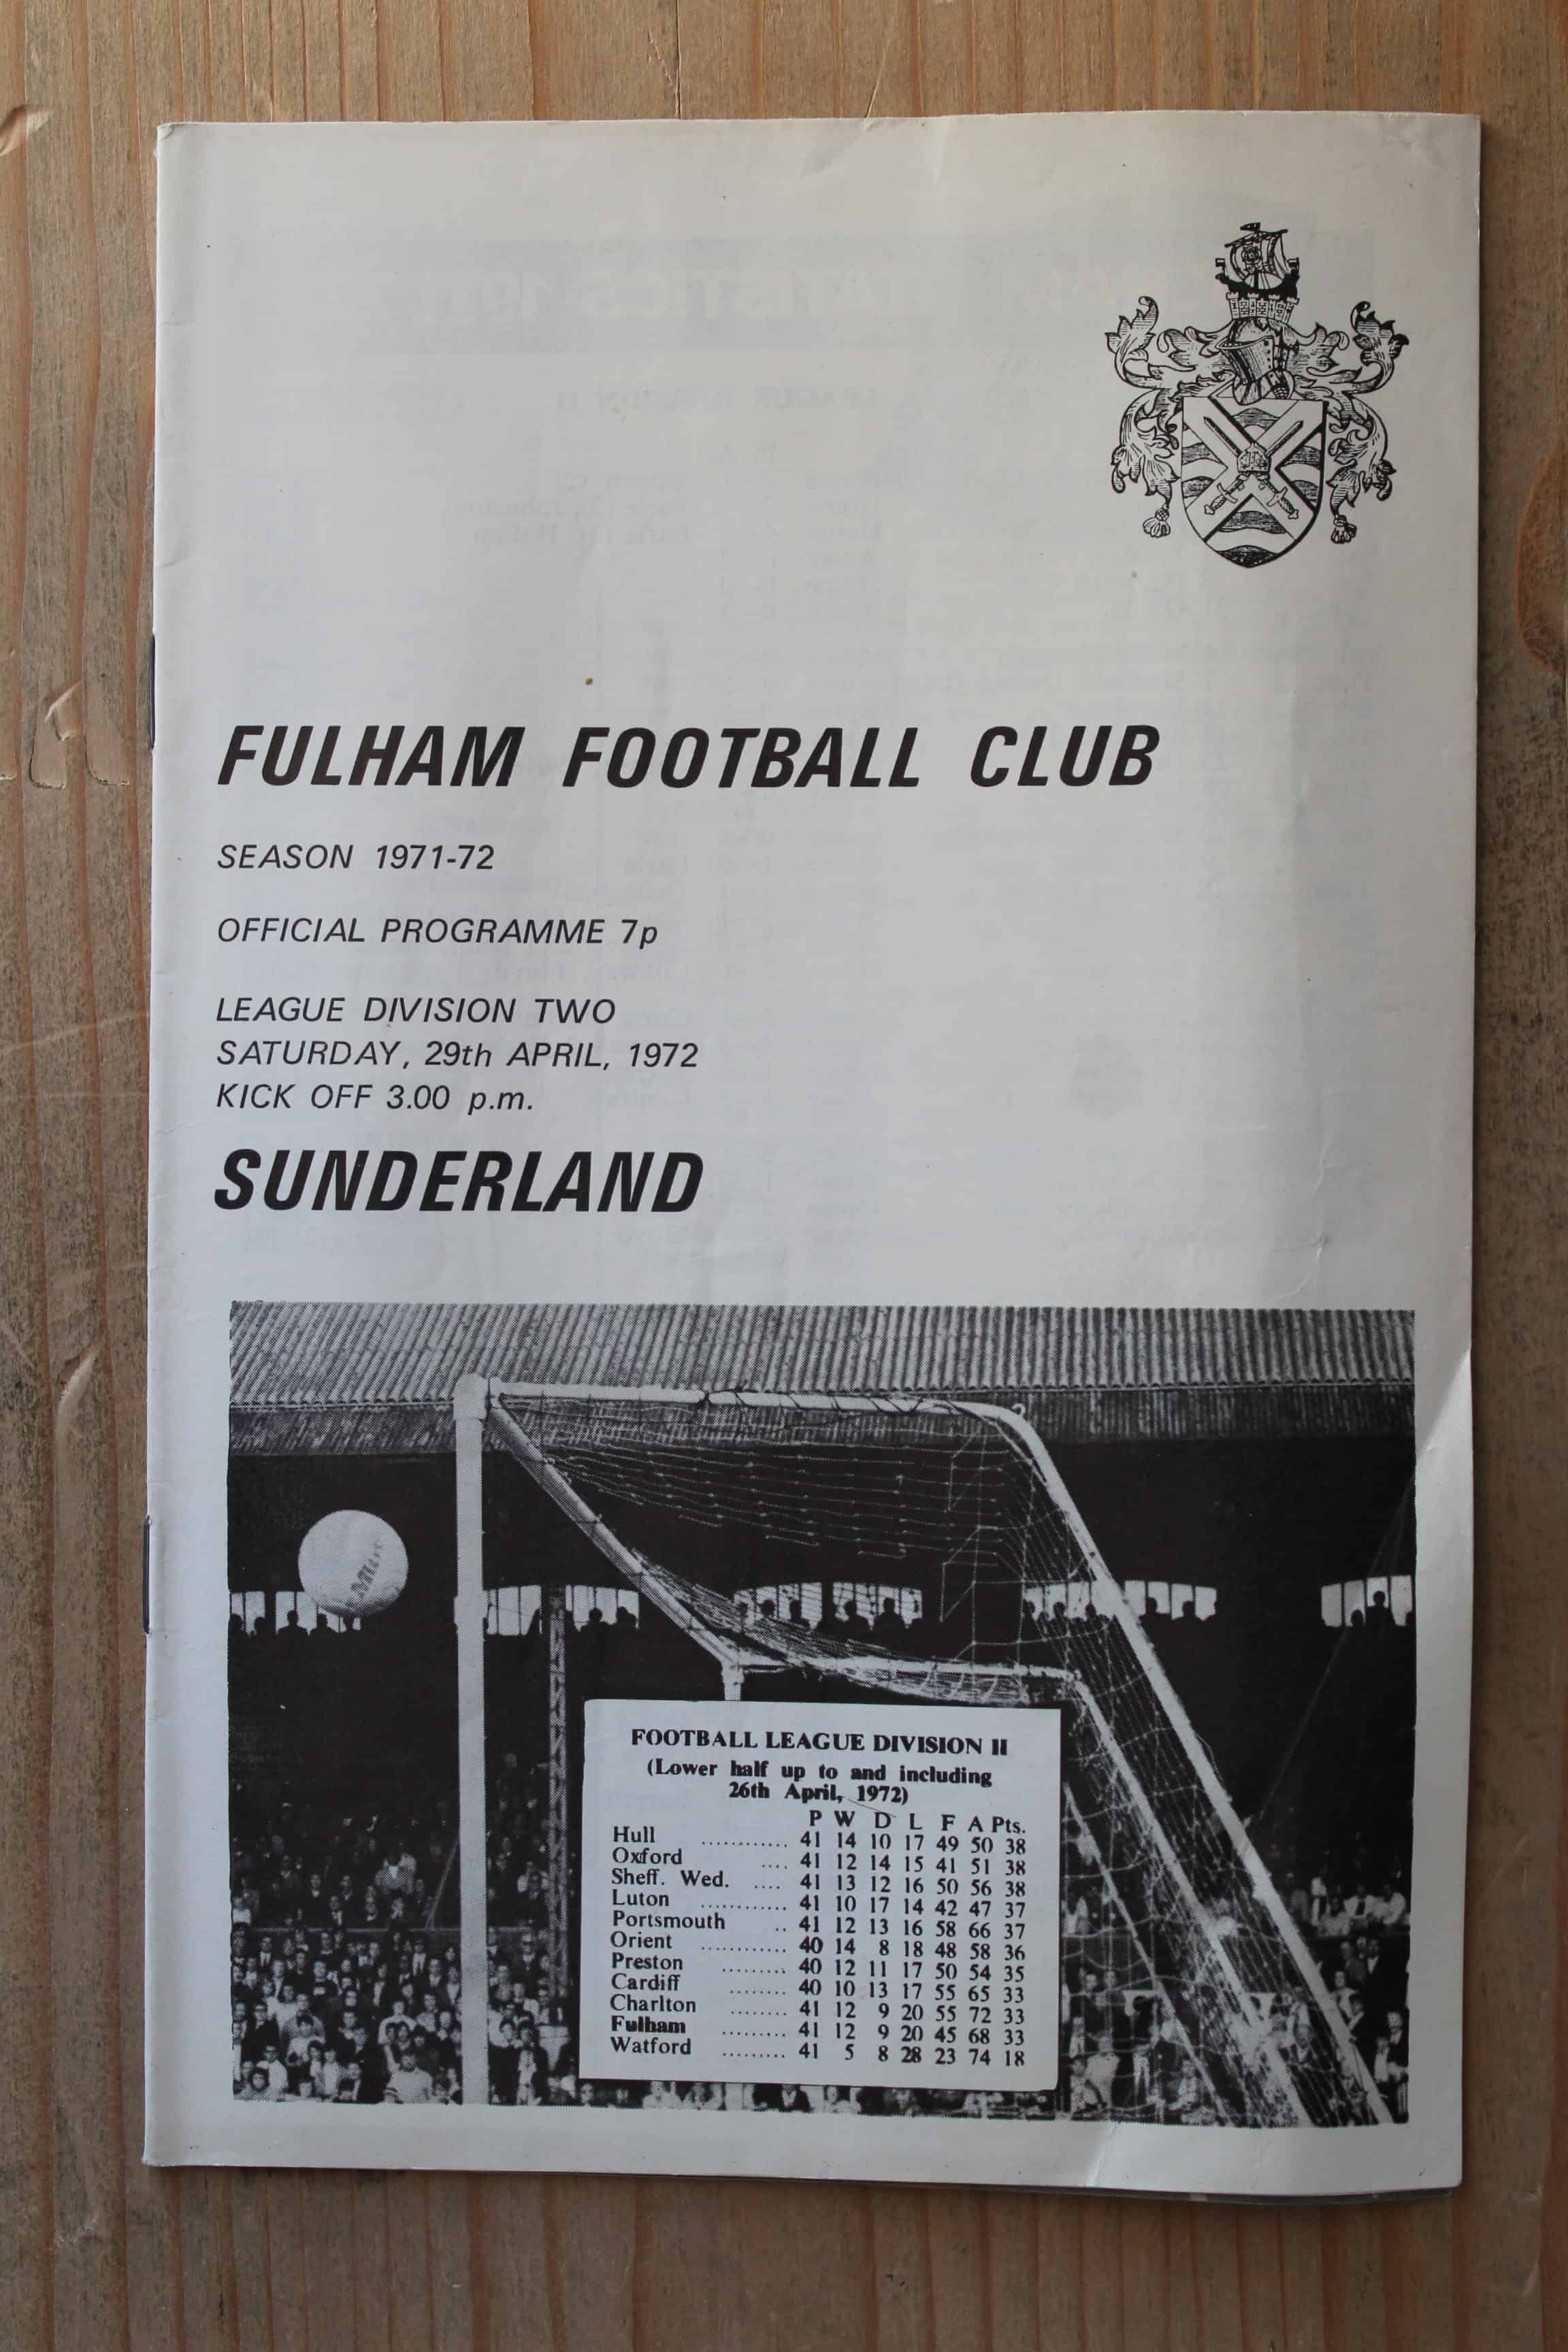 FULHAM FOOTBALL CLUB
SEASON 1971-72
OFFICIAL PROGRAMME 7p
LEAGUE DIVISION TWO
SATURDAY, 29th APRIL, 1972
KICK OFF 3.00 p.m.
SUNDERLAND
FOOTBALL LEAGUE DIVISION II
(Lower half up to and including
26th April, 1972)
P W D L F A Pts.
Hull ............ 41 14 10 17 49 50 38
Oxford .... 41 12 14 15 41 51 38
Sheff. Wed. .... 41 13 12 16 50 56 38
Luton ............ 41 10 17 14 42 47 37
Portsmouth .. 41 12 13 16 58 66 37
Orient ............ 40 14 8 18 48 58 36
Preston ......... 40 12 11 17 50 54 35
Cardiff ........ 40 10 13 17 55 65 33
Charlton ........ 41 12 9 20 55 72 33
Fulham ......... 41 12 9 20 45 68 33
Watford ......... 41 5 8 28 23 74 18